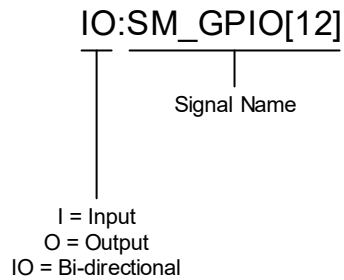 IO:SM_GPIO[12]
Signal Name
I = Input
O = Output
IO = Bi-directional